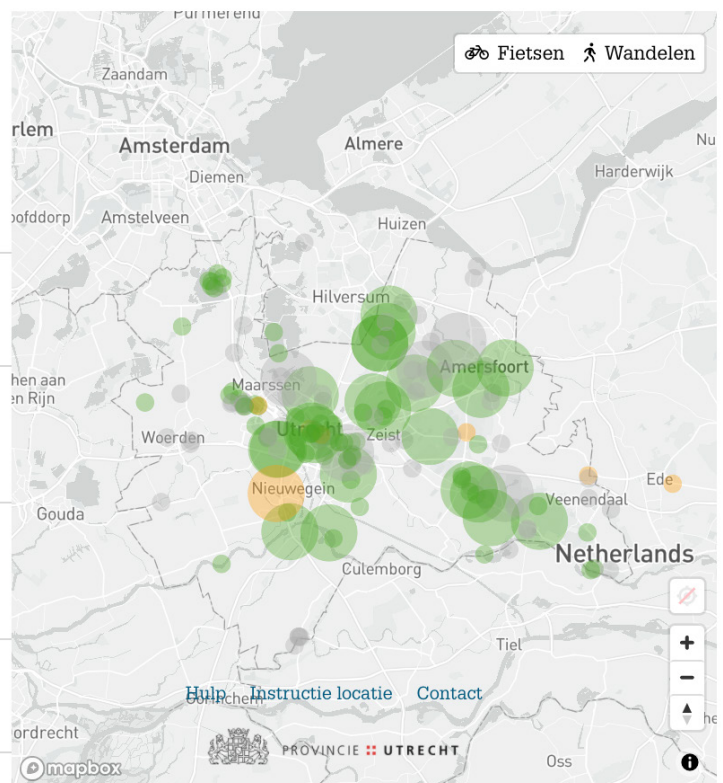 Purmerend
Fietsen
Wandelen
Zaandam
rlem
Amsterdam
Almere
Nu
Diemen
Harderwijk
oofddorp
Amstelveen
Huizen
Hilversum
Amersfoort
hen aan
en Rijn
Maarssen
Utrecht
Zeist
Woerden
Nieuwegein
Ede
Veenendaal
Gouda
Netherlands
Culemborg
Tiel
Hulp
Instructie locatie
Contact
Gorinchem
ordrecht
PROVINCIE UTRECHT
Oss
mapbox